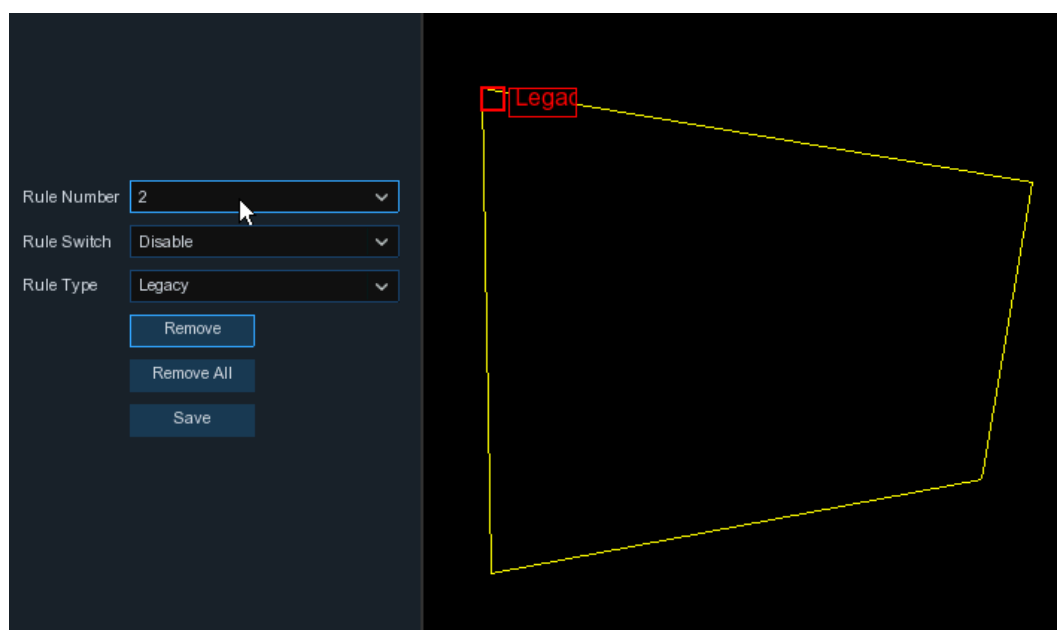 Legac
Rule Number 2
Rule Switch Disable
Rule Type Legacy
Remove
Remove All
Save